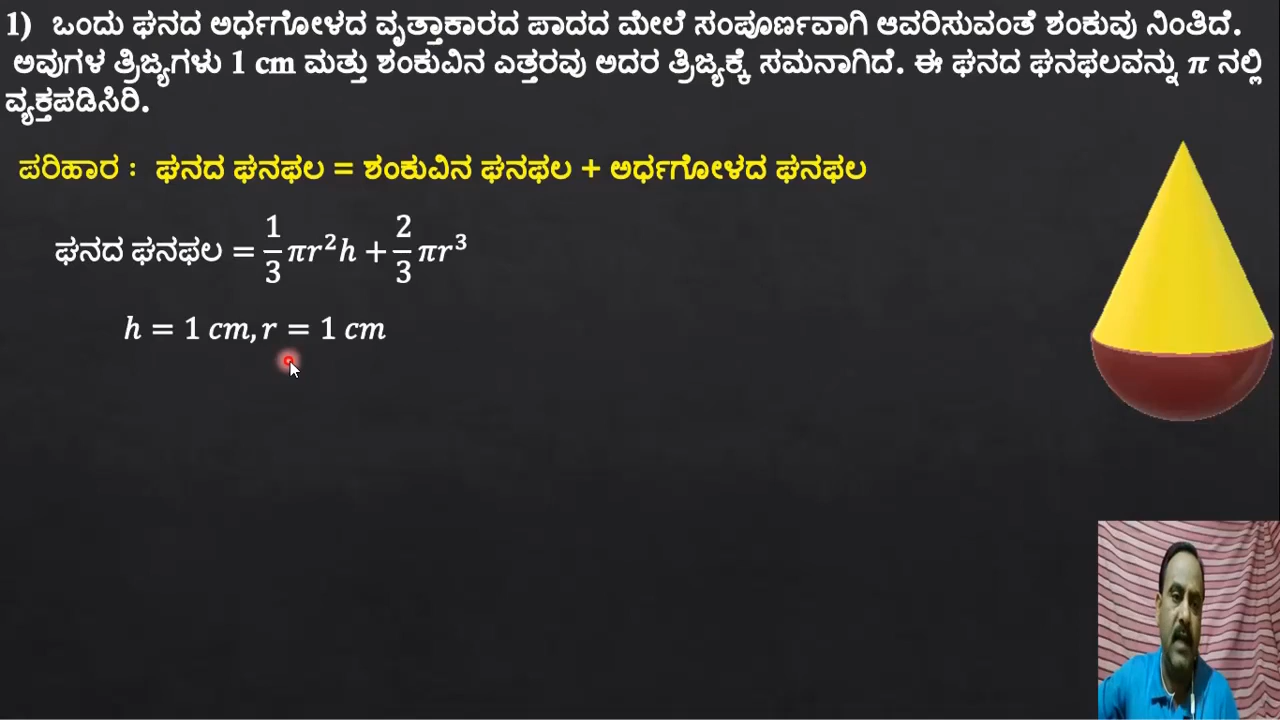 1) ಒಂದು ಘನದ ಅರ್ಧಗೋಳದ ವೃತ್ತಾಕಾರದ ಪಾದದ ಮೇಲೆ ಸಂಪೂರ್ಣವಾಗಿ ಆವರಿಸುವಂತೆ ಶಂಕುವು ನಿಂತಿದೆ.
ಅವುಗಳ ತ್ರಿಜ್ಯಗಳು 1 cm ಮತ್ತು ಶಂಕುವಿನ ಎತ್ತರವು ಅದರ ತ್ರಿಜ್ಯಕ್ಕೆ ಸಮನಾಗಿದೆ. ಈ ಘನದ ಘನಫಲವನ್ನು π ನಲ್ಲಿ
ವ್ಯಕ್ತಪಡಿಸಿರಿ.
ಪರಿಹಾರ : ಘನದ ಘನಫಲ = ಶಂಕುವಿನ ಘನಫಲ + ಅರ್ಧಗೋಳದ ಘನಫಲ
ಘನದ ಘನಫಲ = 1/3 πr²h + 2/3 πr³
h = 1 cm, r = 1 cm